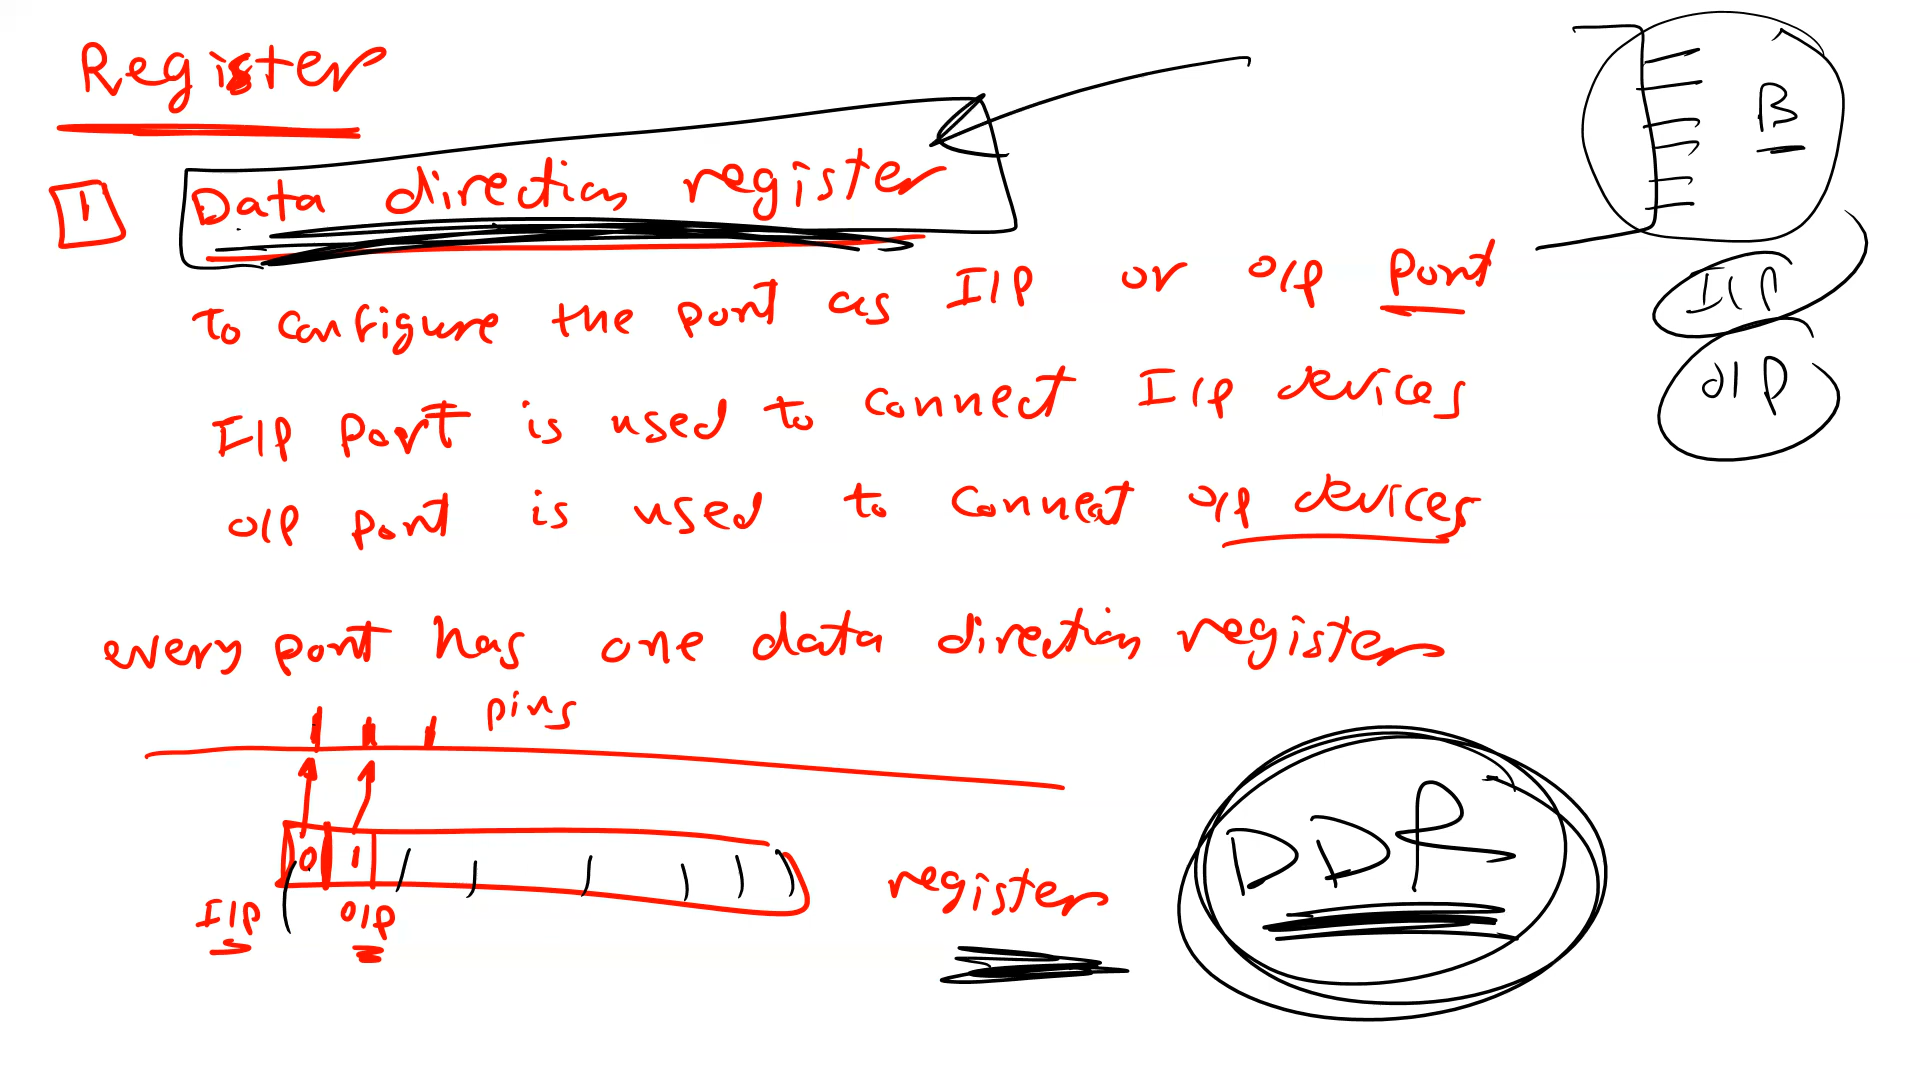 Register
B
1 Data direction register
to configure the port as I/p or o/p port
I/p
I/p port is used to connect I/p devices
o/p
o/p port is used to connect o/p devices
every port has one data direction register
pins
0 1
register
DDR
I/p o/p